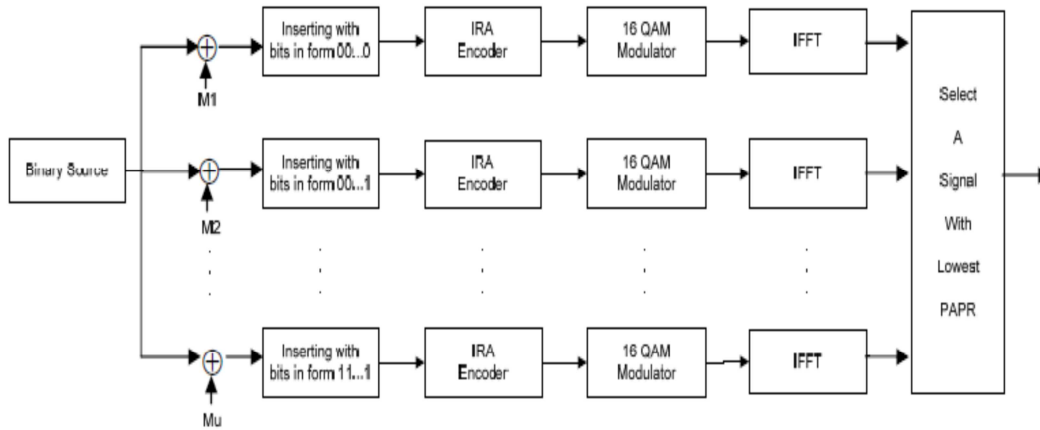 Inserting with
bits in form 00...0
IRA
Encoder
16 QAM
Modulator
IFFT
M1
Binary Source
Inserting with
bits in form 00...1
IRA
Encoder
16 QAM
Modulator
IFFT
M2
Inserting with
bits in form 11...1
IRA
Encoder
16 QAM
Modulator
IFFT
Mu
Select
A
Signal
With
Lowest
PAPR